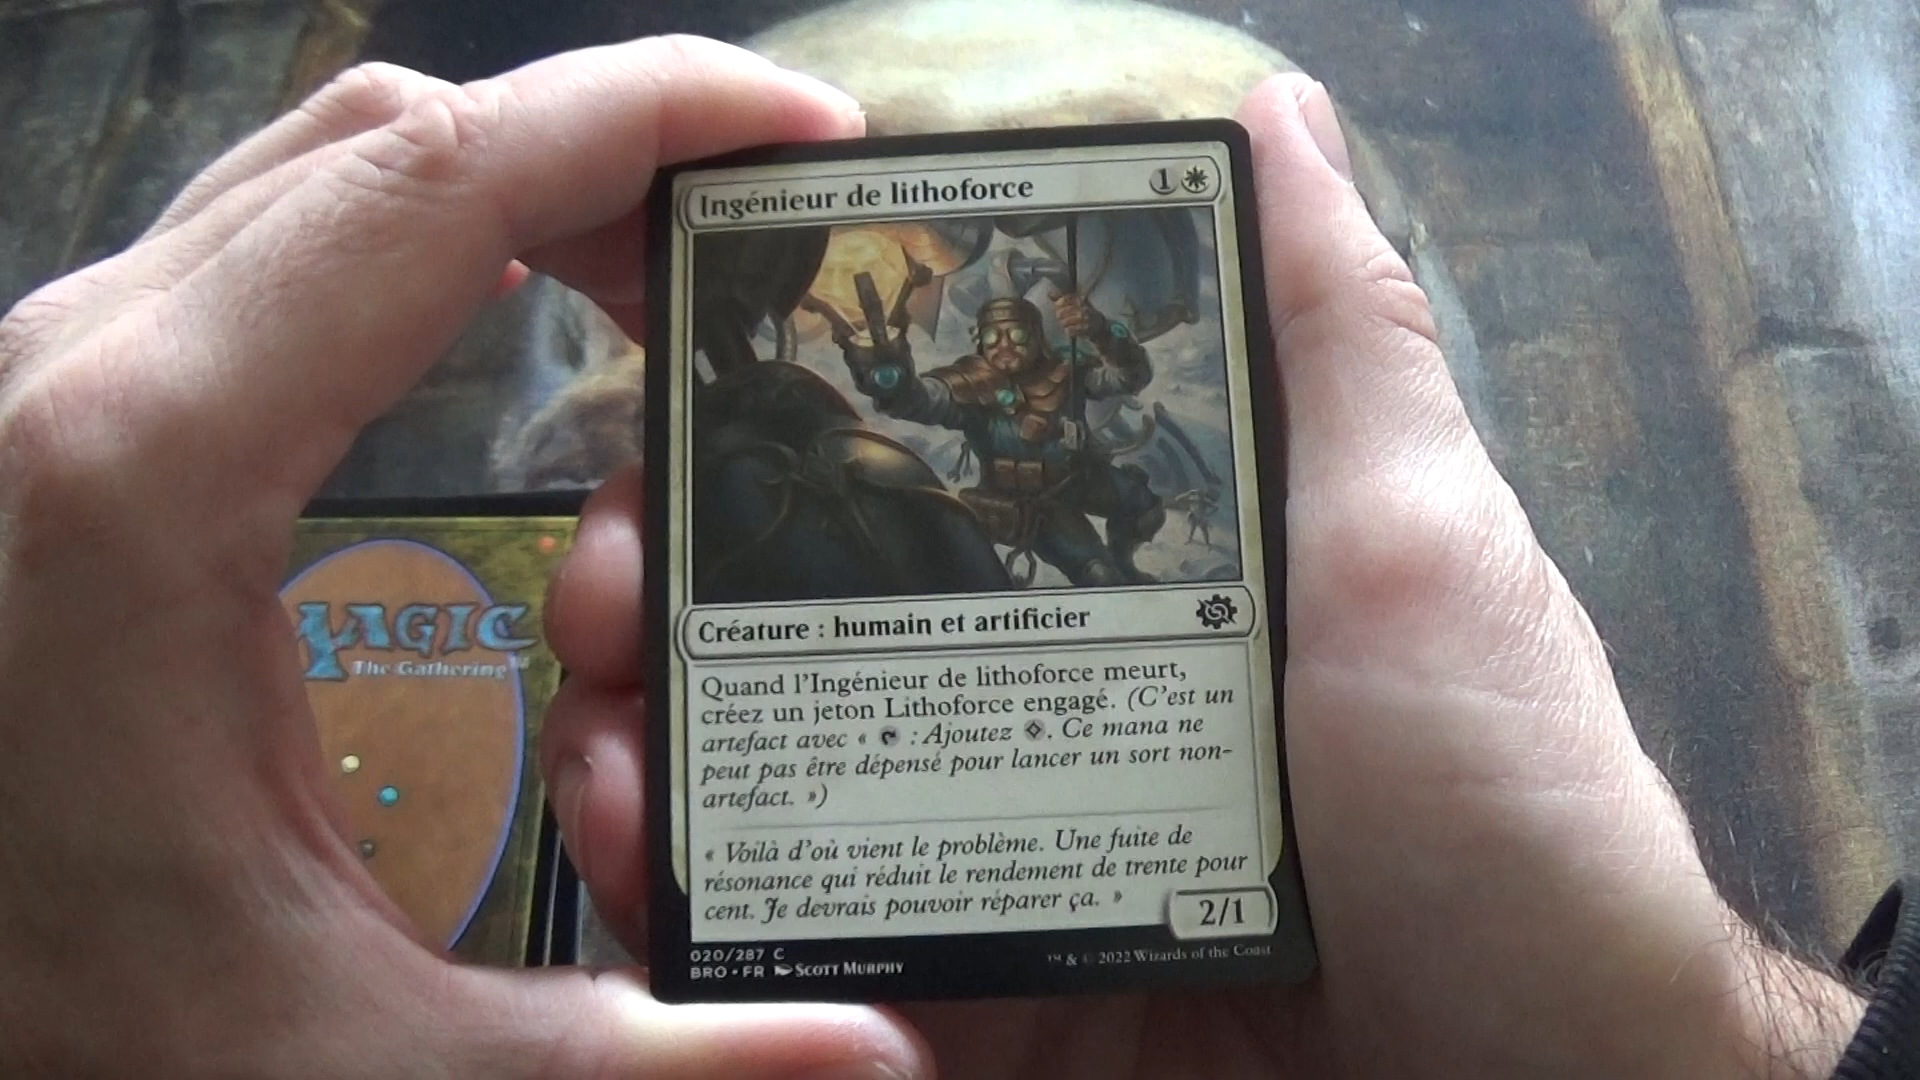 Ingénieur de lithoforce 1
Créature : humain et artificier
Quand l'Ingénieur de lithoforce meurt,
créez un jeton Lithoforce engagé. (C'est un
artefact avec « : Ajoutez . Ce mana ne
peut pas être dépensé pour lancer un sort non-
artefact. »)
« Voilà d'où vient le problème. Une fuite de
résonance qui réduit le rendement de trente pour
cent. Je devrais pouvoir réparer ça. »
2/1
020/287 C
BRO • FR Scott Murphy
™ & © 2022 Wizards of the Coast
MAGIC
The Gathering™